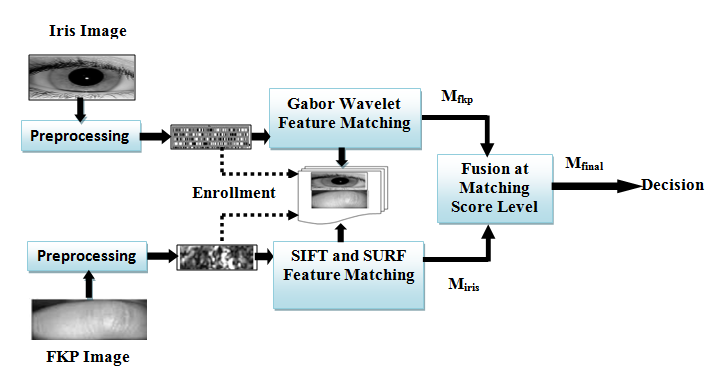 Iris Image
Preprocessing
Gabor Wavelet
Feature Matching
Mfkp
Enrollment
Fusion at
Matching
Score Level
Mfinal
Decision
Preprocessing
SIFT and SURF
Feature Matching
Miris
FKP Image